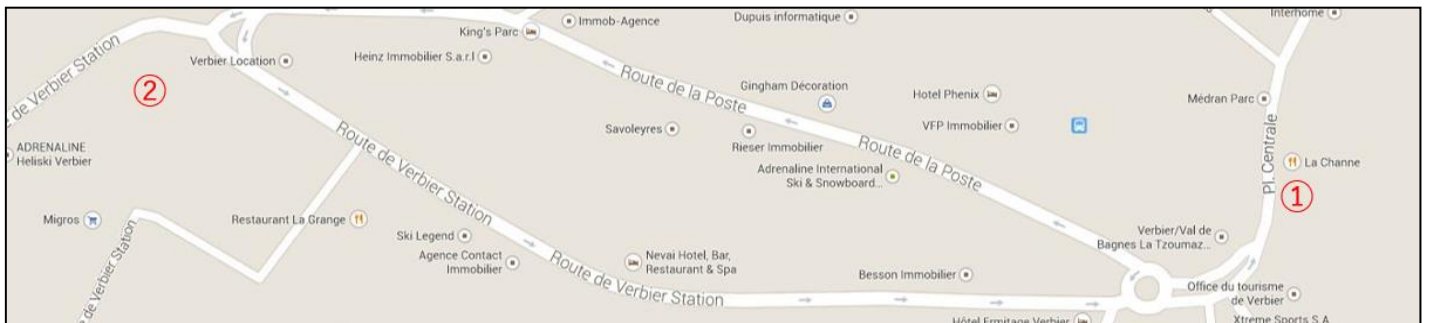 Immob-Agence
Dupuis informatique
Interhome
King's Parc
de Verbier Station
Verbier Location
Heinz Immobilier S.a.r.l
Route de la Poste
Gingham Décoration
Hotel Phenix
Médran Parc
②
Savoleyres
Rieser Immobilier
VFP Immobilier
Route de la Poste
Pl. Centrale
La Channe
ADRENALINE
Heliski Verbier
Route de Verbier Station
Adrenaline International
Ski & Snowboard...
①
Migros
Restaurant La Grange
Ski Legend
Agence Contact
Immobilier
Nevai Hotel, Bar,
Restaurant & Spa
Route de Verbier Station
Besson Immobilier
Verbier/Val de
Bagnes La Tzoumaz...
de Verbier Station
Office du tourisme
de Verbier
Hôtel Ermitage Verbier
Xtreme Sports S.A